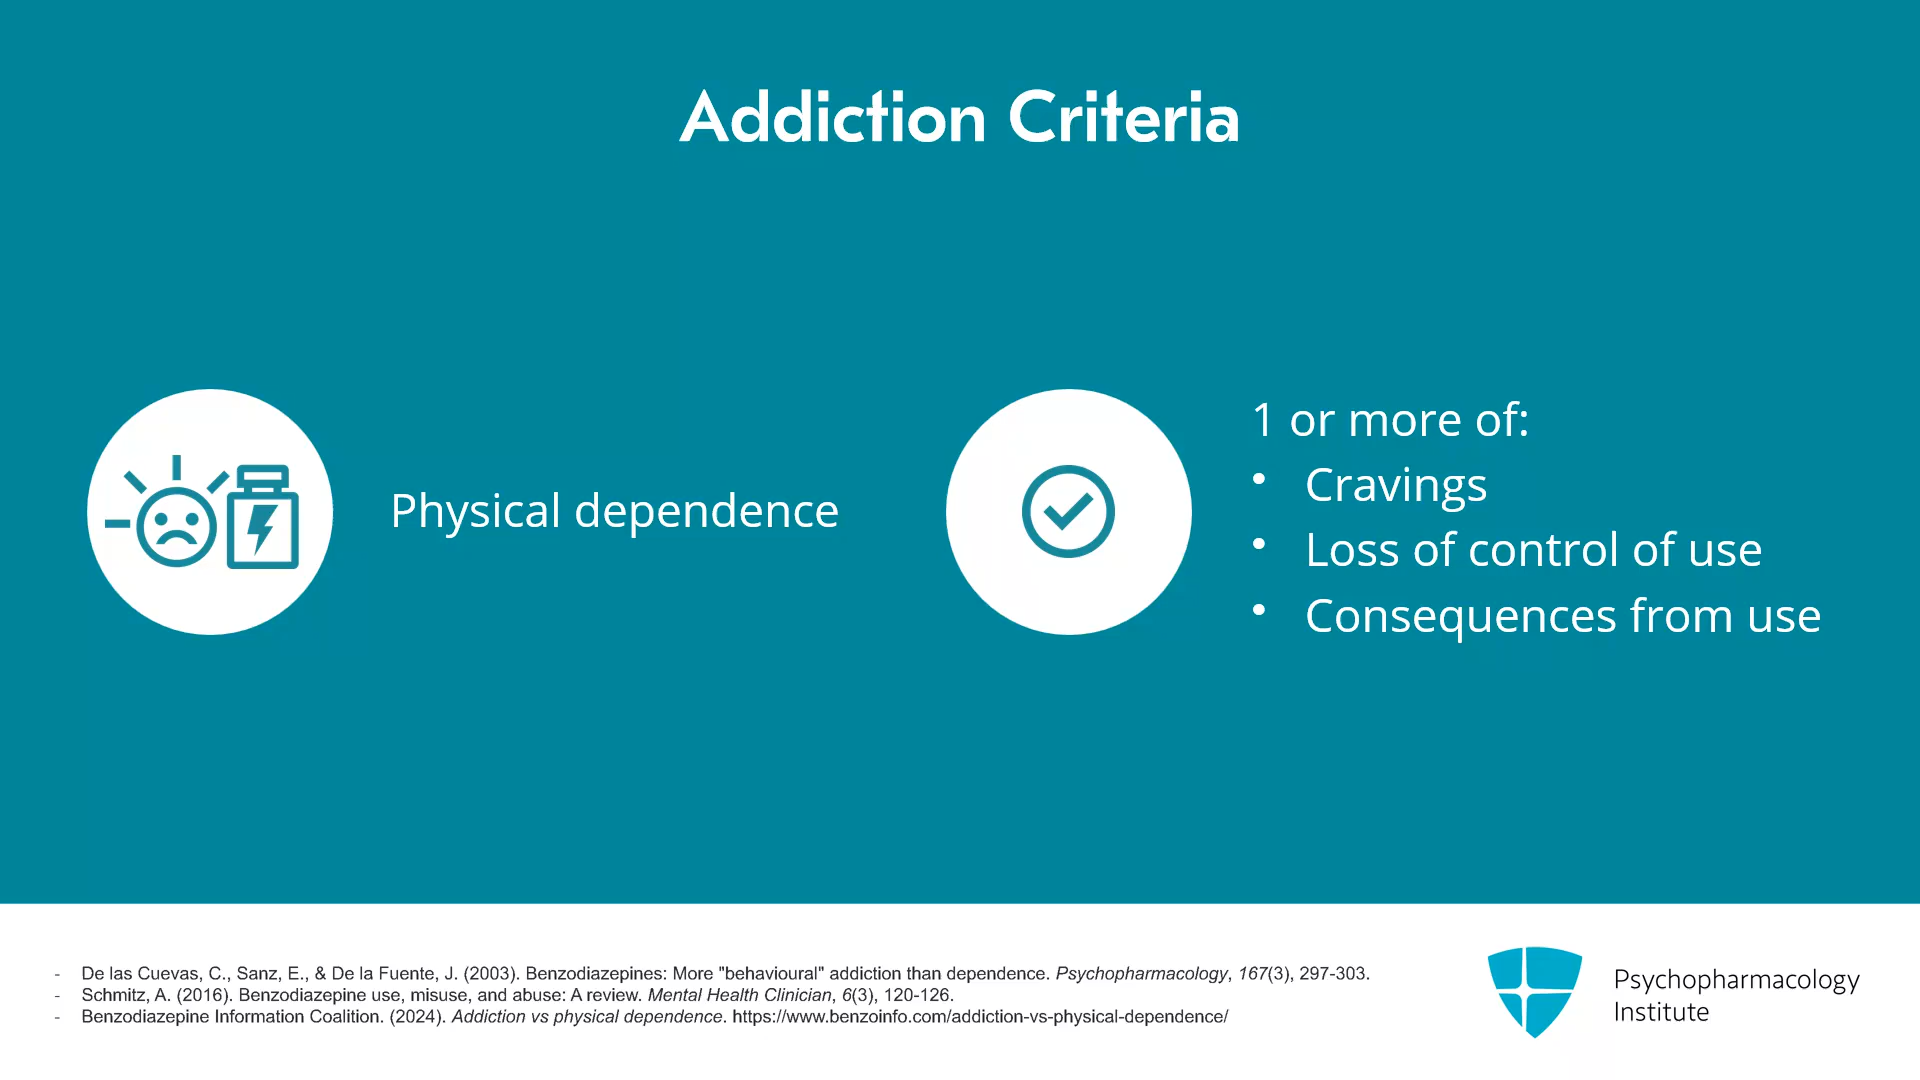 Addiction Criteria
Physical dependence
1 or more of:
• Cravings
• Loss of control of use
• Consequences from use
- De las Cuevas, C., Sanz, E., & De la Fuente, J. (2003). Benzodiazepines: More "behavioural" addiction than dependence. Psychopharmacology, 167(3), 297-303.
- Schmitz, A. (2016). Benzodiazepine use, misuse, and abuse: A review. Mental Health Clinician, 6(3), 120-126.
- Benzodiazepine Information Coalition. (2024). Addiction vs physical dependence. https://www.benzoinfo.com/addiction-vs-physical-dependence/
Psychopharmacology
Institute